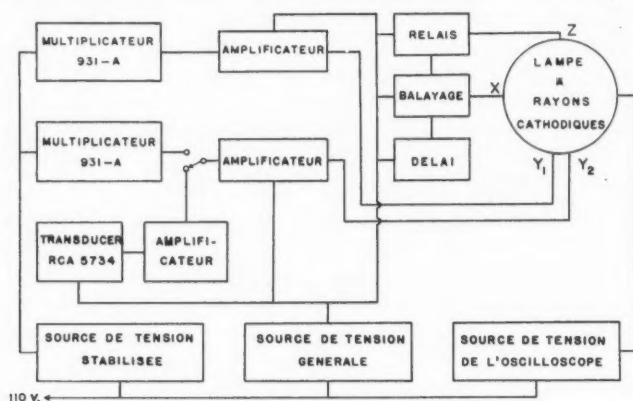 MULTIPLICATEUR
931-A
AMPLIFICATEUR
RELAIS
Z
LAMPE
À
RAYONS
CATHODIQUES
X
BALAYAGE
MULTIPLICATEUR
931-A
AMPLIFICATEUR
DELAI
Y1
Y2
TRANSDUCER
RCA 5734
AMPLIFI-
CATEUR
SOURCE DE TENSION
STABILISÉE
SOURCE DE TENSION
GENERALE
SOURCE DE TENSION
DE L'OSCILLOSCOPE
110 V.